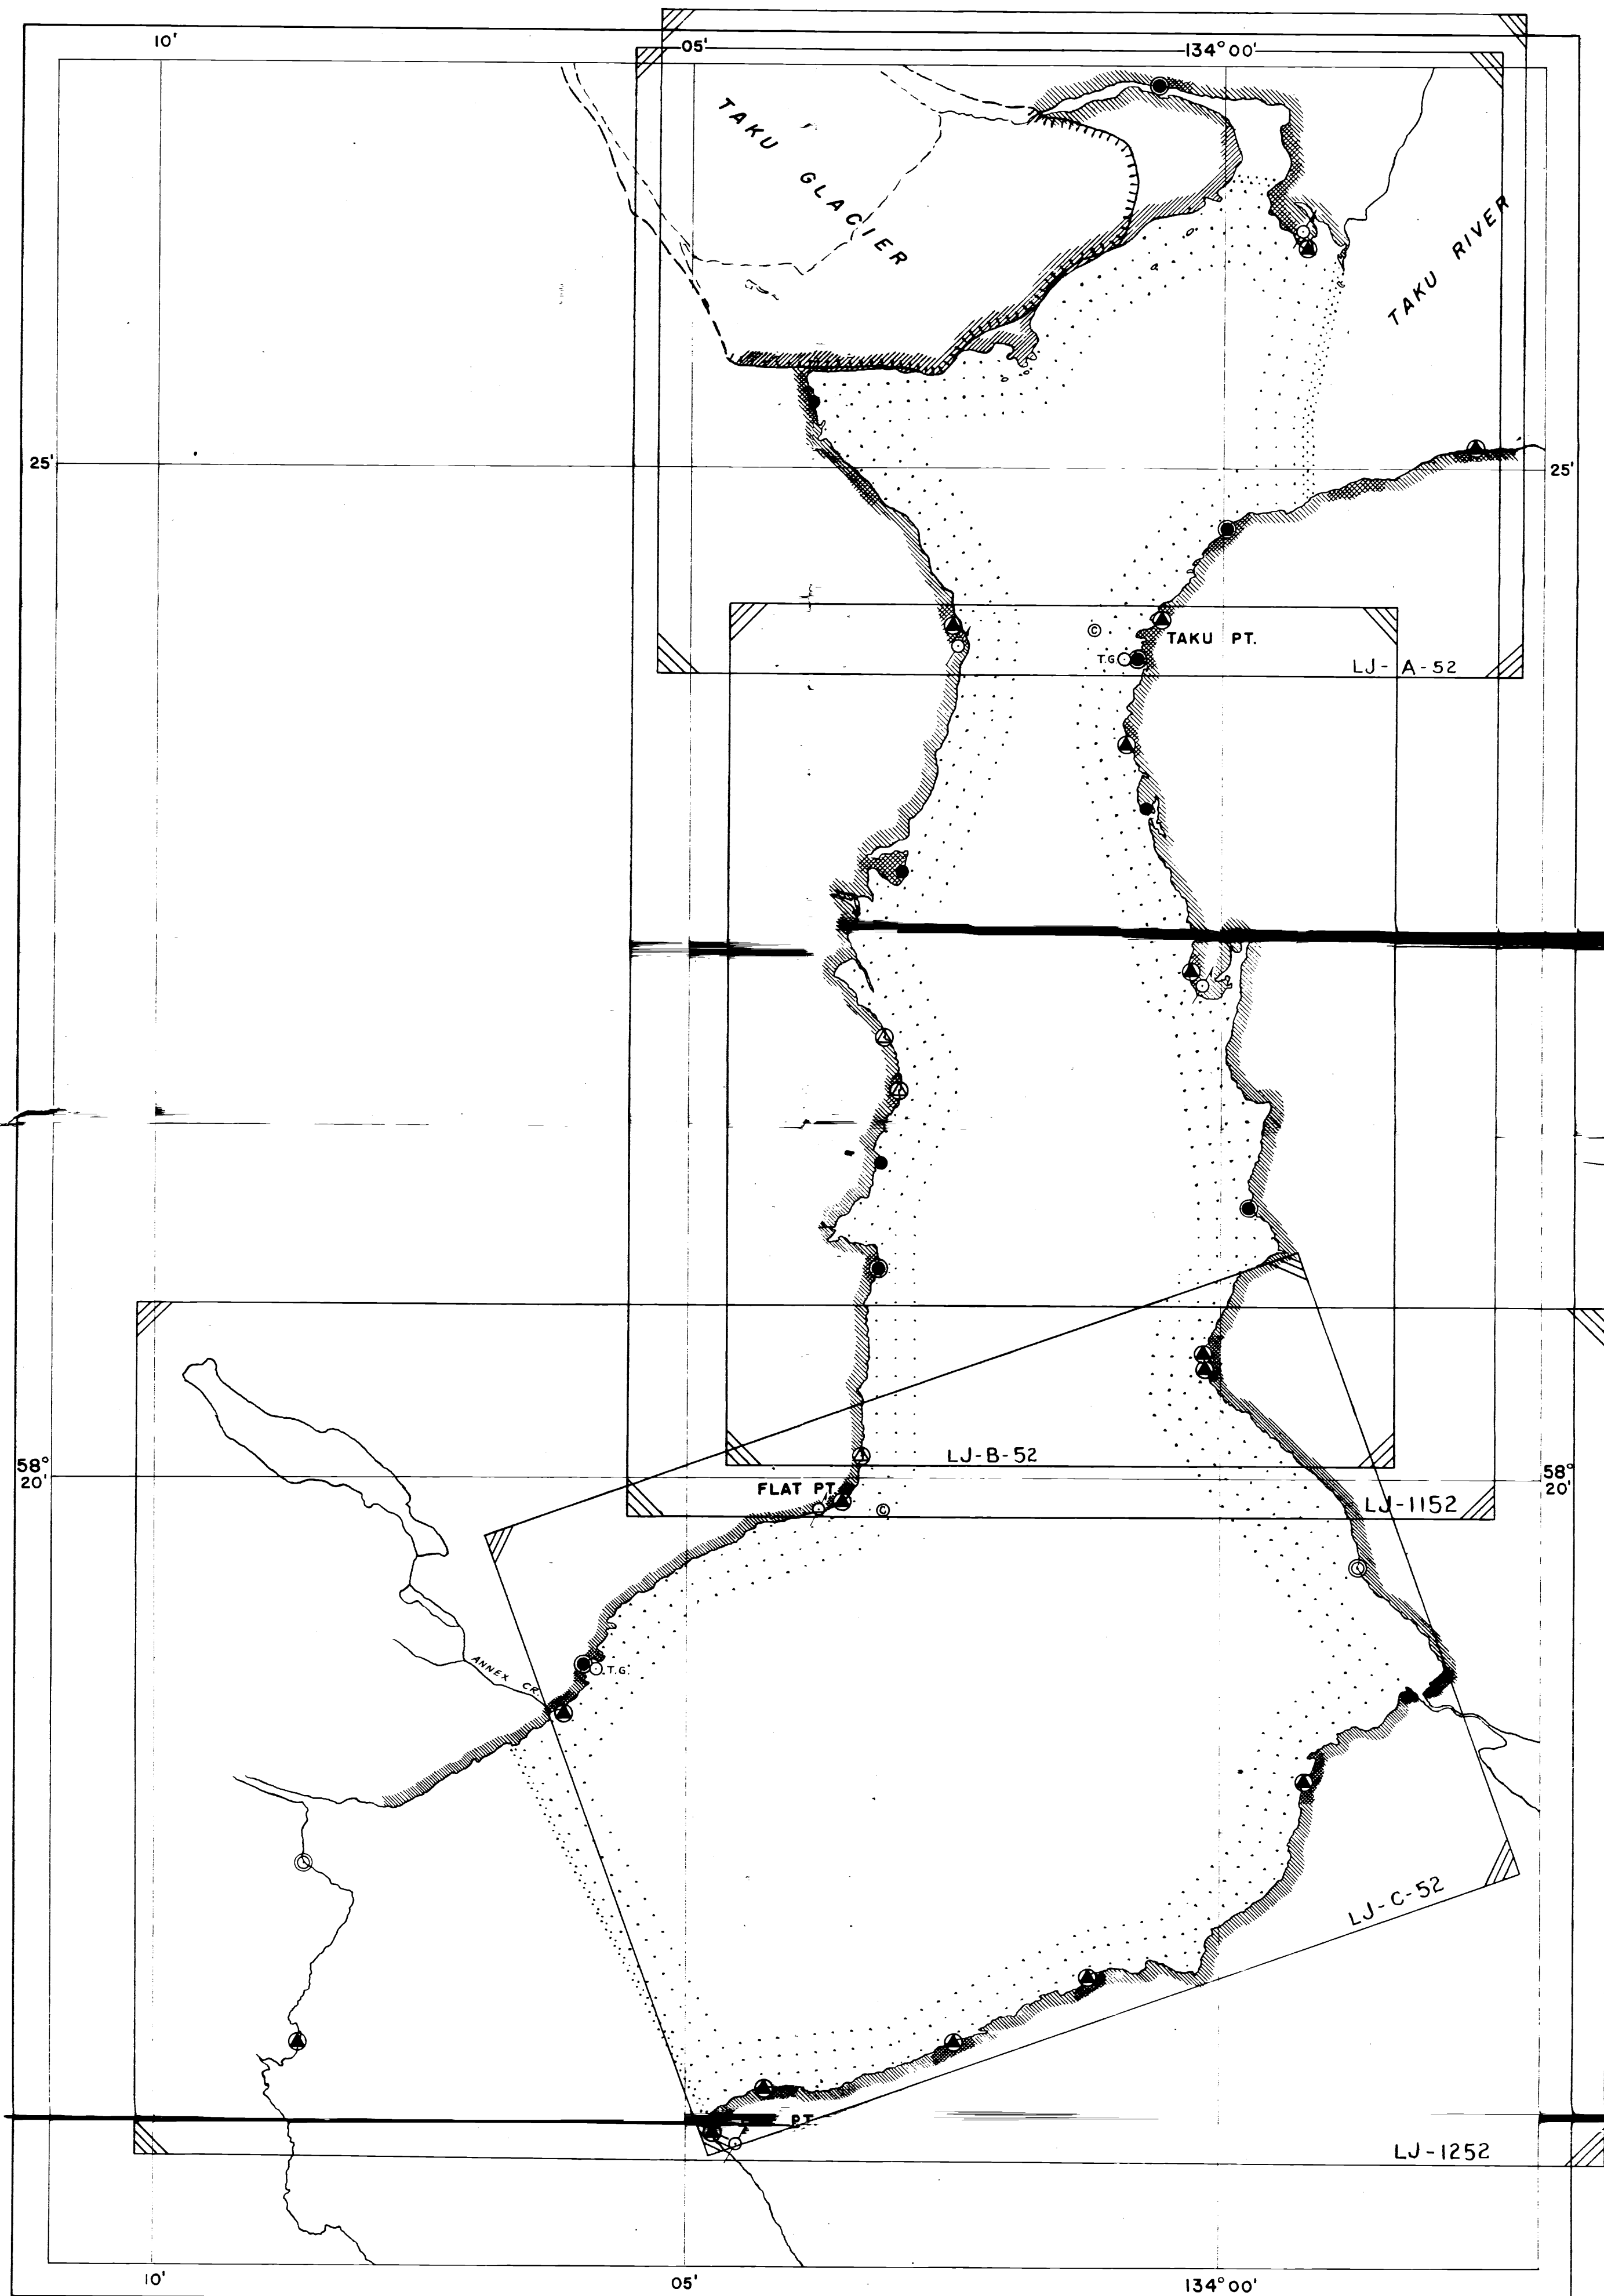 10'
05'
134° 00'
TAKU GLACIER
TAKU RIVER
25'
25'
©
TAKU PT.
T.G.
LJ- A-52
58°
20'
LJ-B-52
58°
20'
FLAT PT.
©
LJ-1152
ANNEX CR.
T.G.
LJ-C-52
PT
LJ-1252
10'
05'
134° 00'